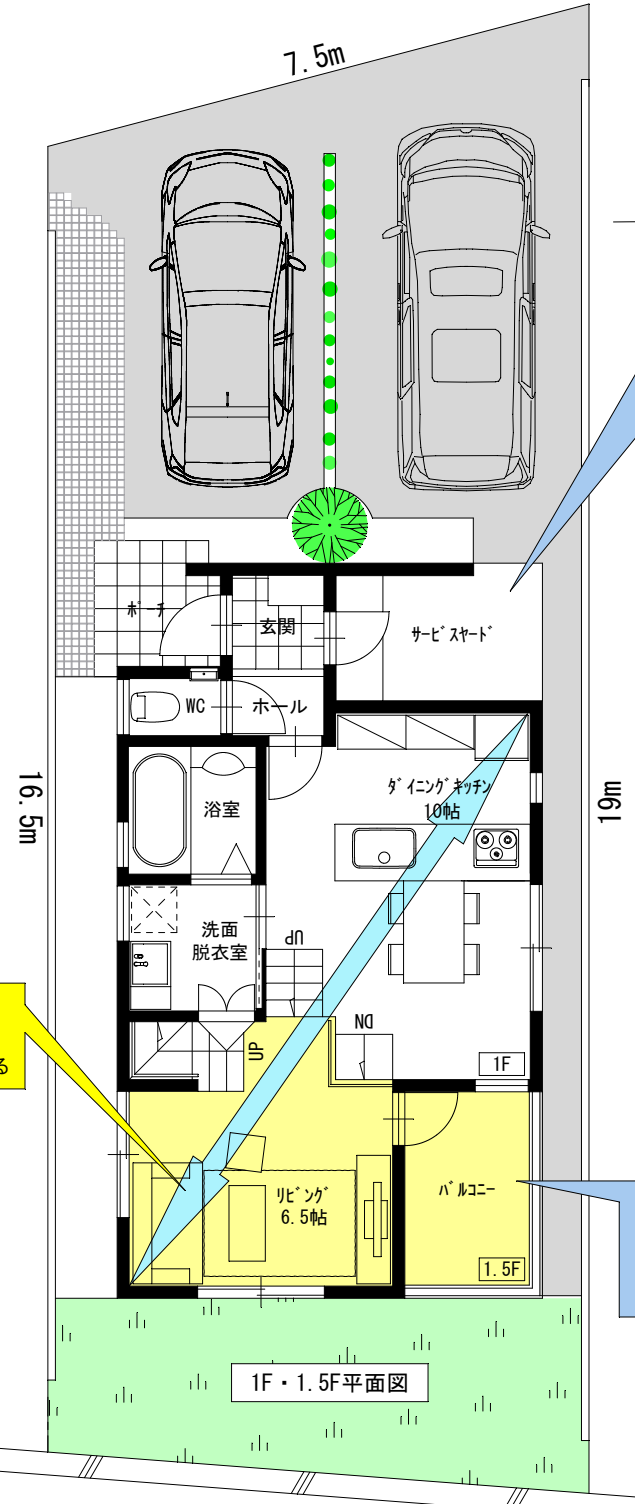 7.5m
ポーチ
玄関
サービスヤード
WC
ホール
16.5m
浴室
ダイニングキッチン
10帖
19m
洗面
脱衣室
UP
DN
UP
1F
る
リビング
6.5帖
バルコニー
1.5F
1F・1.5F平面図